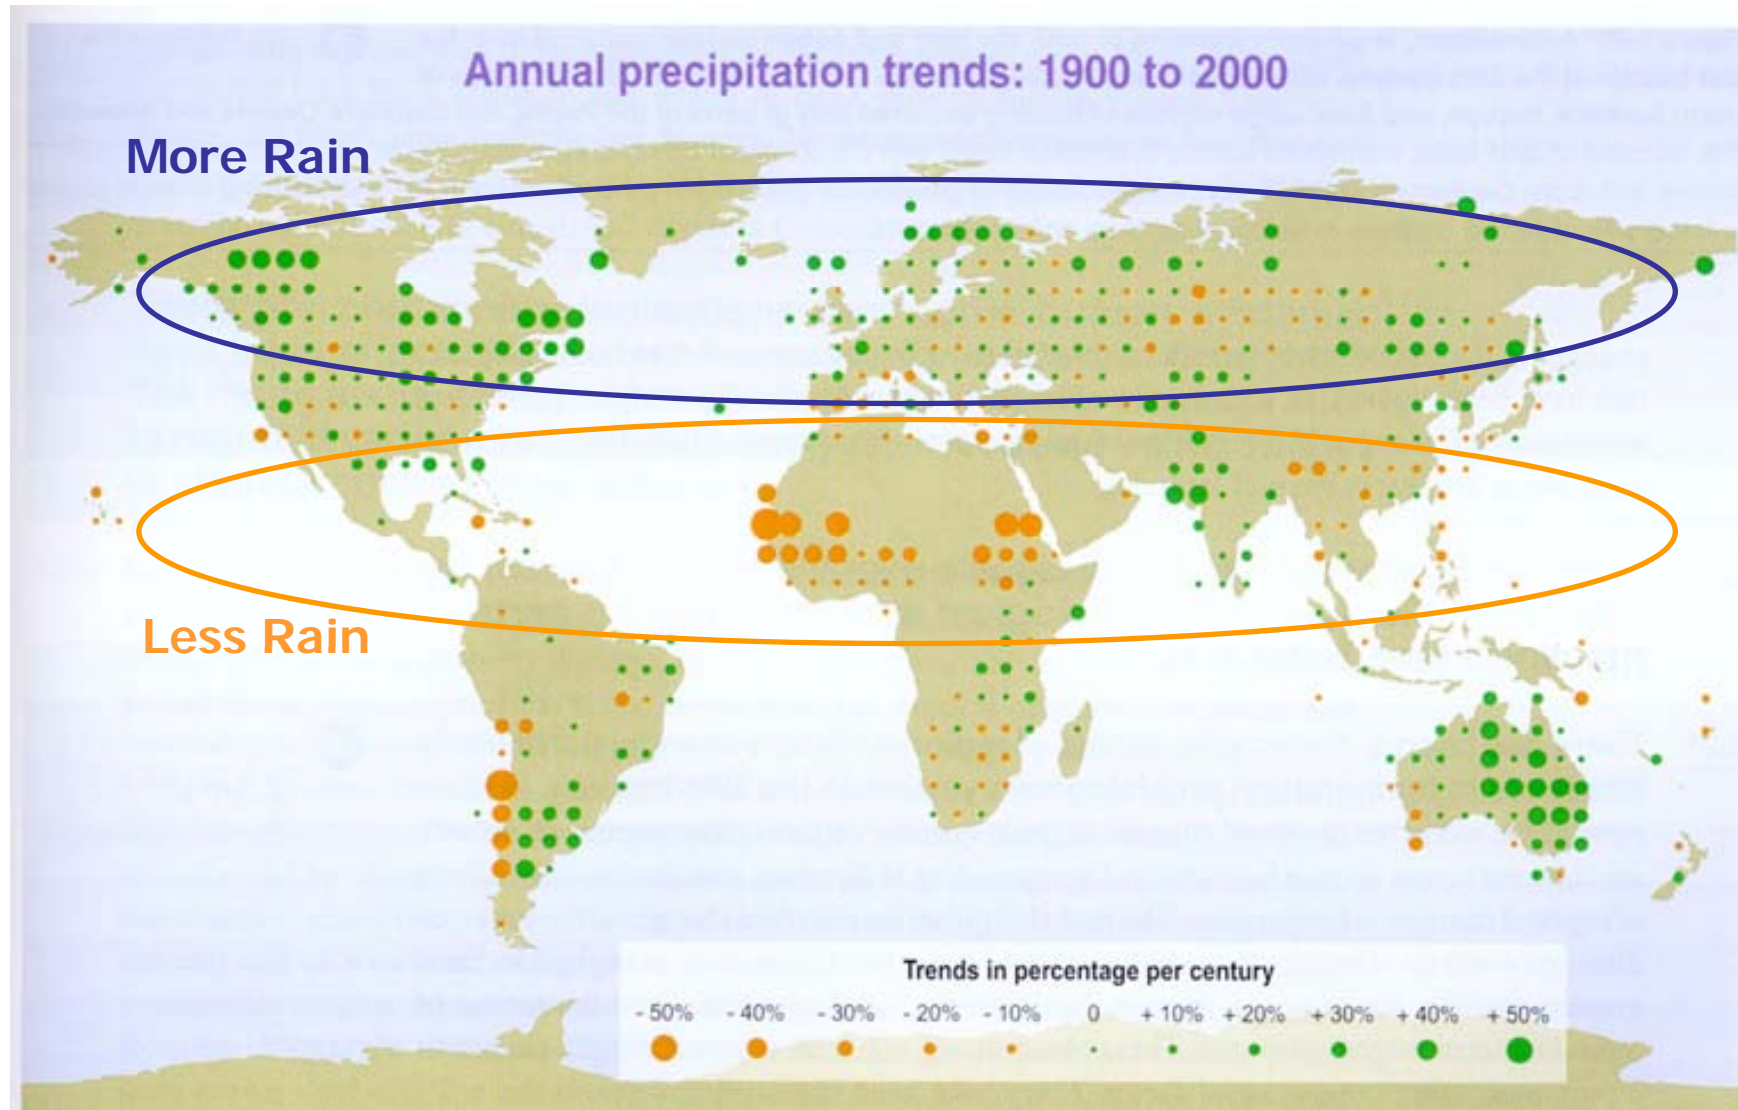 Annual precipitation trends: 1900 to 2000
More Rain
Less Rain
Trends in percentage per century
- 50% - 40% - 30% - 20% - 10% 0 + 10% + 20% + 30% + 40% + 50%